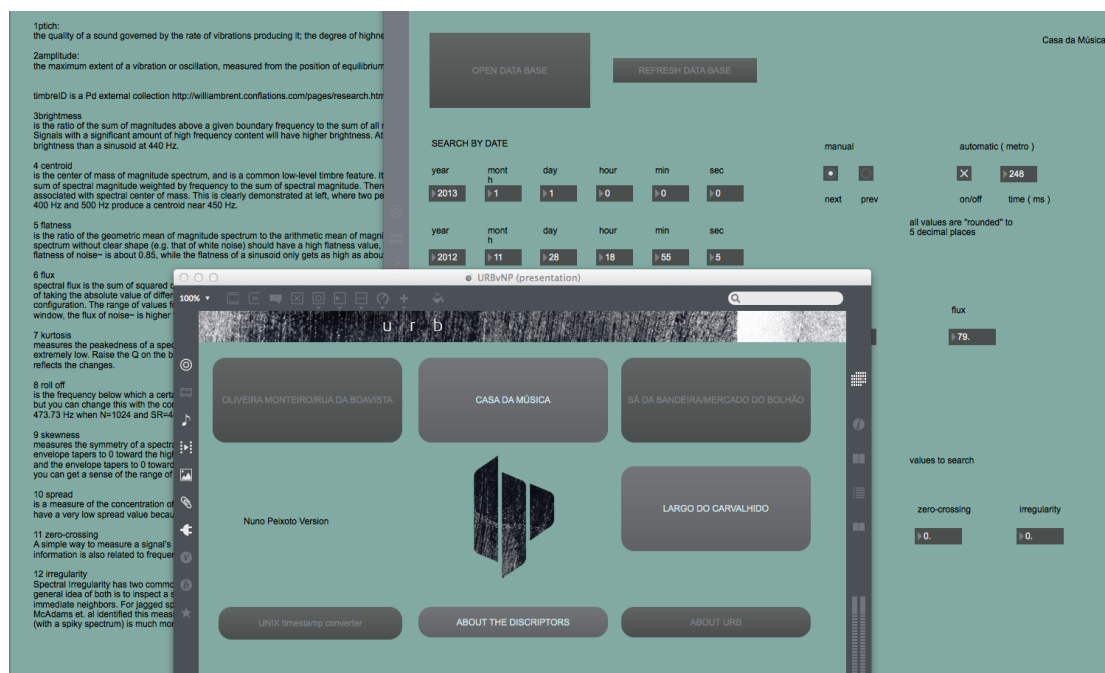 1ptich:
the quality of a sound governed by the rate of vibrations producing it; the degree of highne
2amplitude:
the maximum extent of a vibration or oscillation, measured from the position of equilibrium
timbreID is a Pd external collection http://williambrent.conflations.com/pages/research.htm
3brightmess
is the ratio of the sum of magnitudes above a given boundary frequency to the sum of all
Signals with a significant amount of high frequency content will have higher brightness. At
brightness than a sinusoid at 440 Hz.
4 centroid
is the center of mass of magnitude spectrum, and is a common low-level timbre feature. It
sum of spectral magnitude weighted by frequency to the sum of spectral magnitude. There
associated with spectral center of mass. This is clearly demonstrated at left, where two pe
400 Hz and 500 Hz produce a centroid near 450 Hz.
5 flatness
is the ratio of the geometric mean of magnitude spectrum to the arithmetic mean of magni
spectrum without clear shape (e.g. that of white noise) should have a high flatness value,
flatness of noise~ is about 0.85, while the flatness of a sinusoid only gets as high as abou
6 flux
spectral flux is the sum of squared
of taking the absolute value of differ
configuration. The range of values f
window, the flux of noise~ is higher
7 kurtosis
measures the peakedness of a spec
extremely low. Raise the Q on the b
reflects the changes.
8 roll off
is the frequency below which a certa
but you can change this with the co
473.73 Hz when N=1024 and SR=4
9 skewness
measures the symmetry of a spectr
envelope tapers to 0 toward the hig
and the envelope tapers to 0 toward
you can get a sense of the range of
10 spread
is a measure of the concentration of
have a very low spread value becau
11 zero-crossing
A simple way to measure a signal's
information is also related to freque
12 irregularity
Spectral Irregularity has two commo
general idea of both is to inspect a s
immediate neighbors. For jagged sp
McAdams et. al identified this meas
(with a spiky spectrum) is much mo
Casa da Música
OPEN DATA BASE
REFRESH DATA BASE
SEARCH BY DATE
manual
automatic ( metro )
year
mont
h
day
hour
min
sec
2013
1
1
0
0
0
248
next
prev
on/off
time ( ms )
all values are "rounded" to
5 decimal places
year
mont
h
day
hour
min
sec
2012
11
28
18
55
5
flux
79.
values to search
zero-crossing
irregularity
0.
0.
URBvNP (presentation)
100%
u r b
OLIVEIRA MONTEIRO/RUA DA BOAVISTA
CASA DA MÚSICA
SÁ DA BANDEIRA/MERCADO DO BOLHÃO
LARGO DO CARVALHIDO
Nuno Peixoto Version
UNIX timestamp converter
ABOUT THE DISCRIPTORS
ABOUT URB